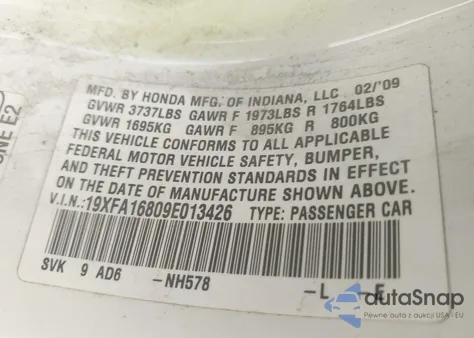 ONE E2
MFD. BY HONDA MFG. OF INDIANA, LLC 02/'09
GVWR 3737LBS GAWR F 1973LBS R 1764LBS
GVWR 1695KG GAWR F 895KG R 800KG
THIS VEHICLE CONFORMS TO ALL APPLICABLE
FEDERAL MOTOR VEHICLE SAFETY, BUMPER,
AND THEFT PREVENTION STANDARDS IN EFFECT
ON THE DATE OF MANUFACTURE SHOWN ABOVE.
V.I.N.:19XFA16809E013426 TYPE: PASSENGER CAR
SVK 9 AD6 -NH578 -L -E
autaSnap
Pewne auta z aukcji USA - EU